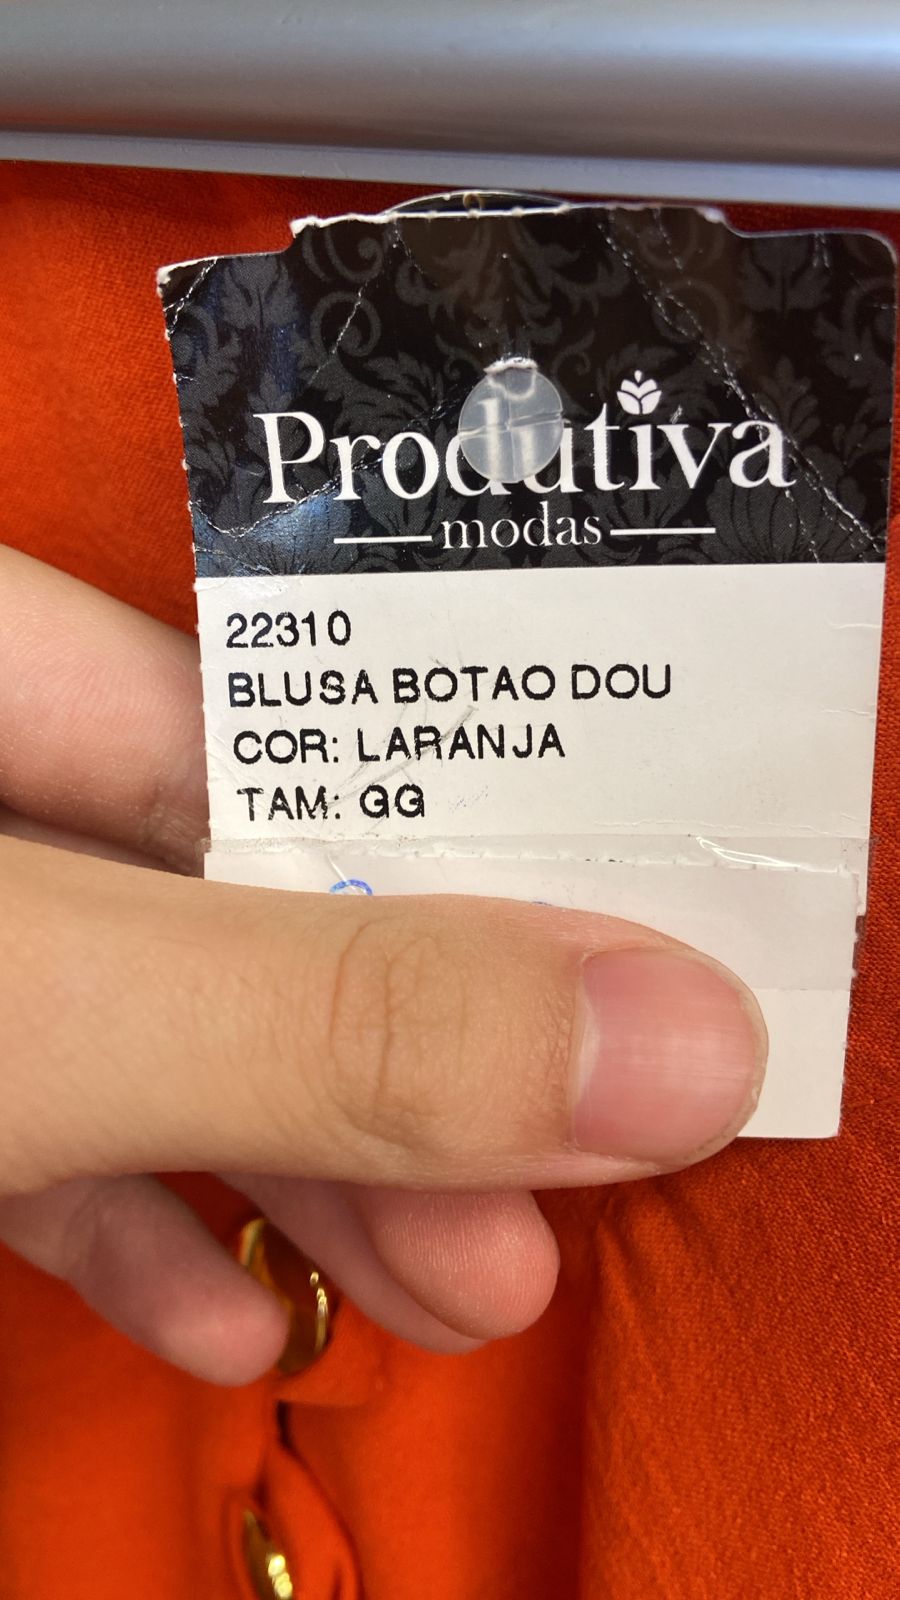 Produtiva
modas
22310
BLUSA BOTAO DOU
COR: LARANJA
TAM: GG